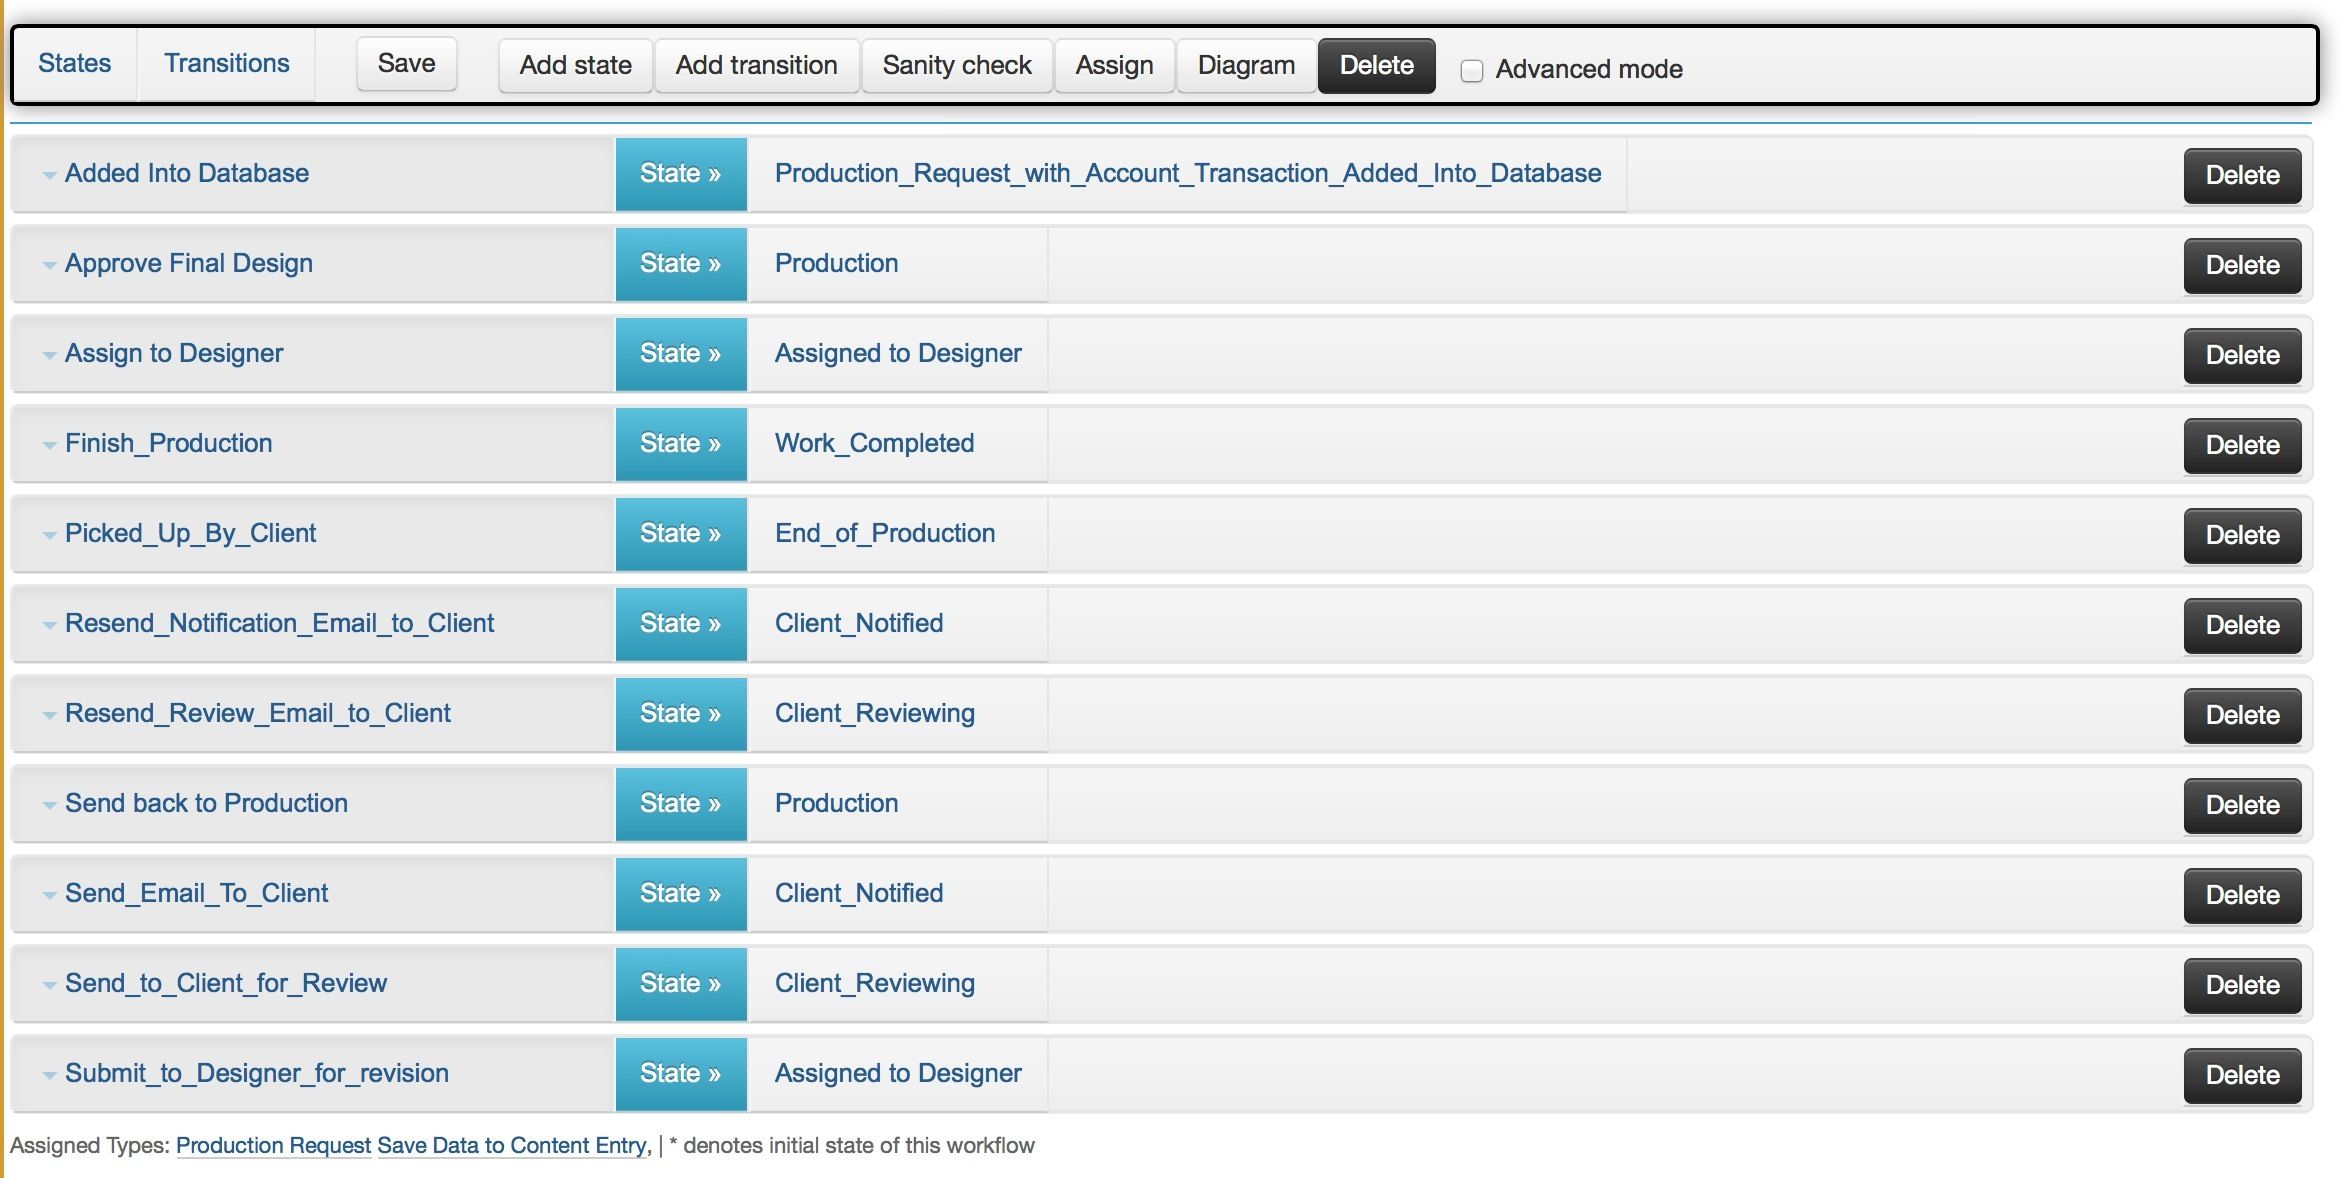 States Transitions Save Add state Add transition Sanity check Assign Diagram Delete Advanced mode
Added Into Database State » Production_Request_with_Account_Transaction_Added_Into_Database Delete
Approve Final Design State » Production Delete
Assign to Designer State » Assigned to Designer Delete
Finish_Production State » Work_Completed Delete
Picked_Up_By_Client State » End_of_Production Delete
Resend_Notification_Email_to_Client State » Client_Notified Delete
Resend_Review_Email_to_Client State » Client_Reviewing Delete
Send back to Production State » Production Delete
Send_Email_To_Client State » Client_Notified Delete
Send_to_Client_for_Review State » Client_Reviewing Delete
Submit_to_Designer_for_revision State » Assigned to Designer Delete
Assigned Types: Production Request Save Data to Content Entry, | * denotes initial state of this workflow